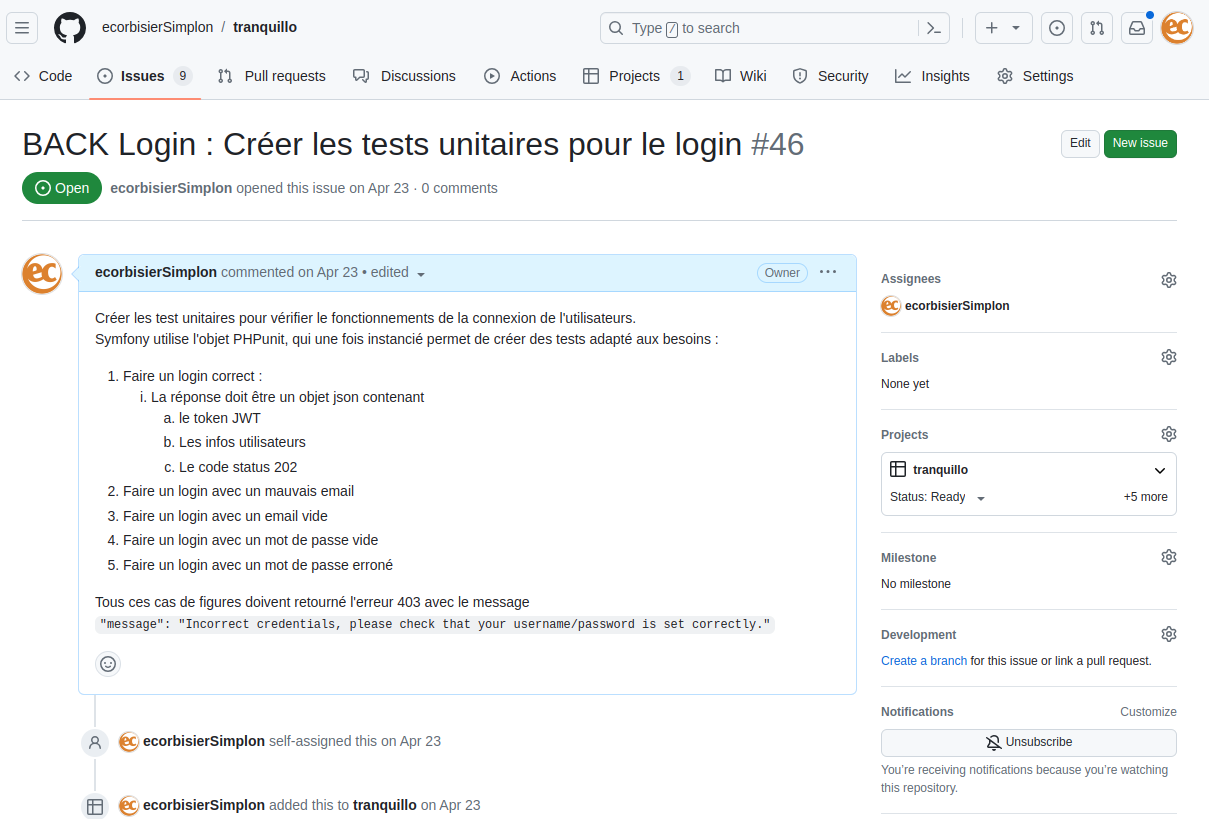 ecorbisierSimplon / tranquillo
Type / to search
Code
Issues 9
Pull requests
Discussions
Actions
Projects 1
Wiki
Security
Insights
Settings
BACK Login : Créer les tests unitaires pour le login #46
Edit
New issue
Open
ecorbisierSimplon opened this issue on Apr 23 · 0 comments
ec
ecorbisierSimplon commented on Apr 23 • edited
Owner
Créer les test unitaires pour vérifier le fonctionnements de la connexion de l'utilisateurs.
Symfony utilise l'objet PHPunit, qui une fois instancié permet de créer des tests adapté aux besoins :
1. Faire un login correct :
i. La réponse doit être un objet json contenant
a. le token JWT
b. Les infos utilisateurs
c. Le code status 202
2. Faire un login avec un mauvais email
3. Faire un login avec un email vide
4. Faire un login avec un mot de passe vide
5. Faire un login avec un mot de passe erroné
Tous ces cas de figures doivent retourné l'erreur 403 avec le message
"message": "Incorrect credentials, please check that your username/password is set correctly."
ec ecorbisierSimplon self-assigned this on Apr 23
ec ecorbisierSimplon added this to tranquillo on Apr 23
ec
Assignees
ec ecorbisierSimplon
Labels
None yet
Projects
tranquillo
Status: Ready
+5 more
Milestone
No milestone
Development
Create a branch for this issue or link a pull request.
Notifications
Customize
Unsubscribe
You're receiving notifications because you're watching
this repository.